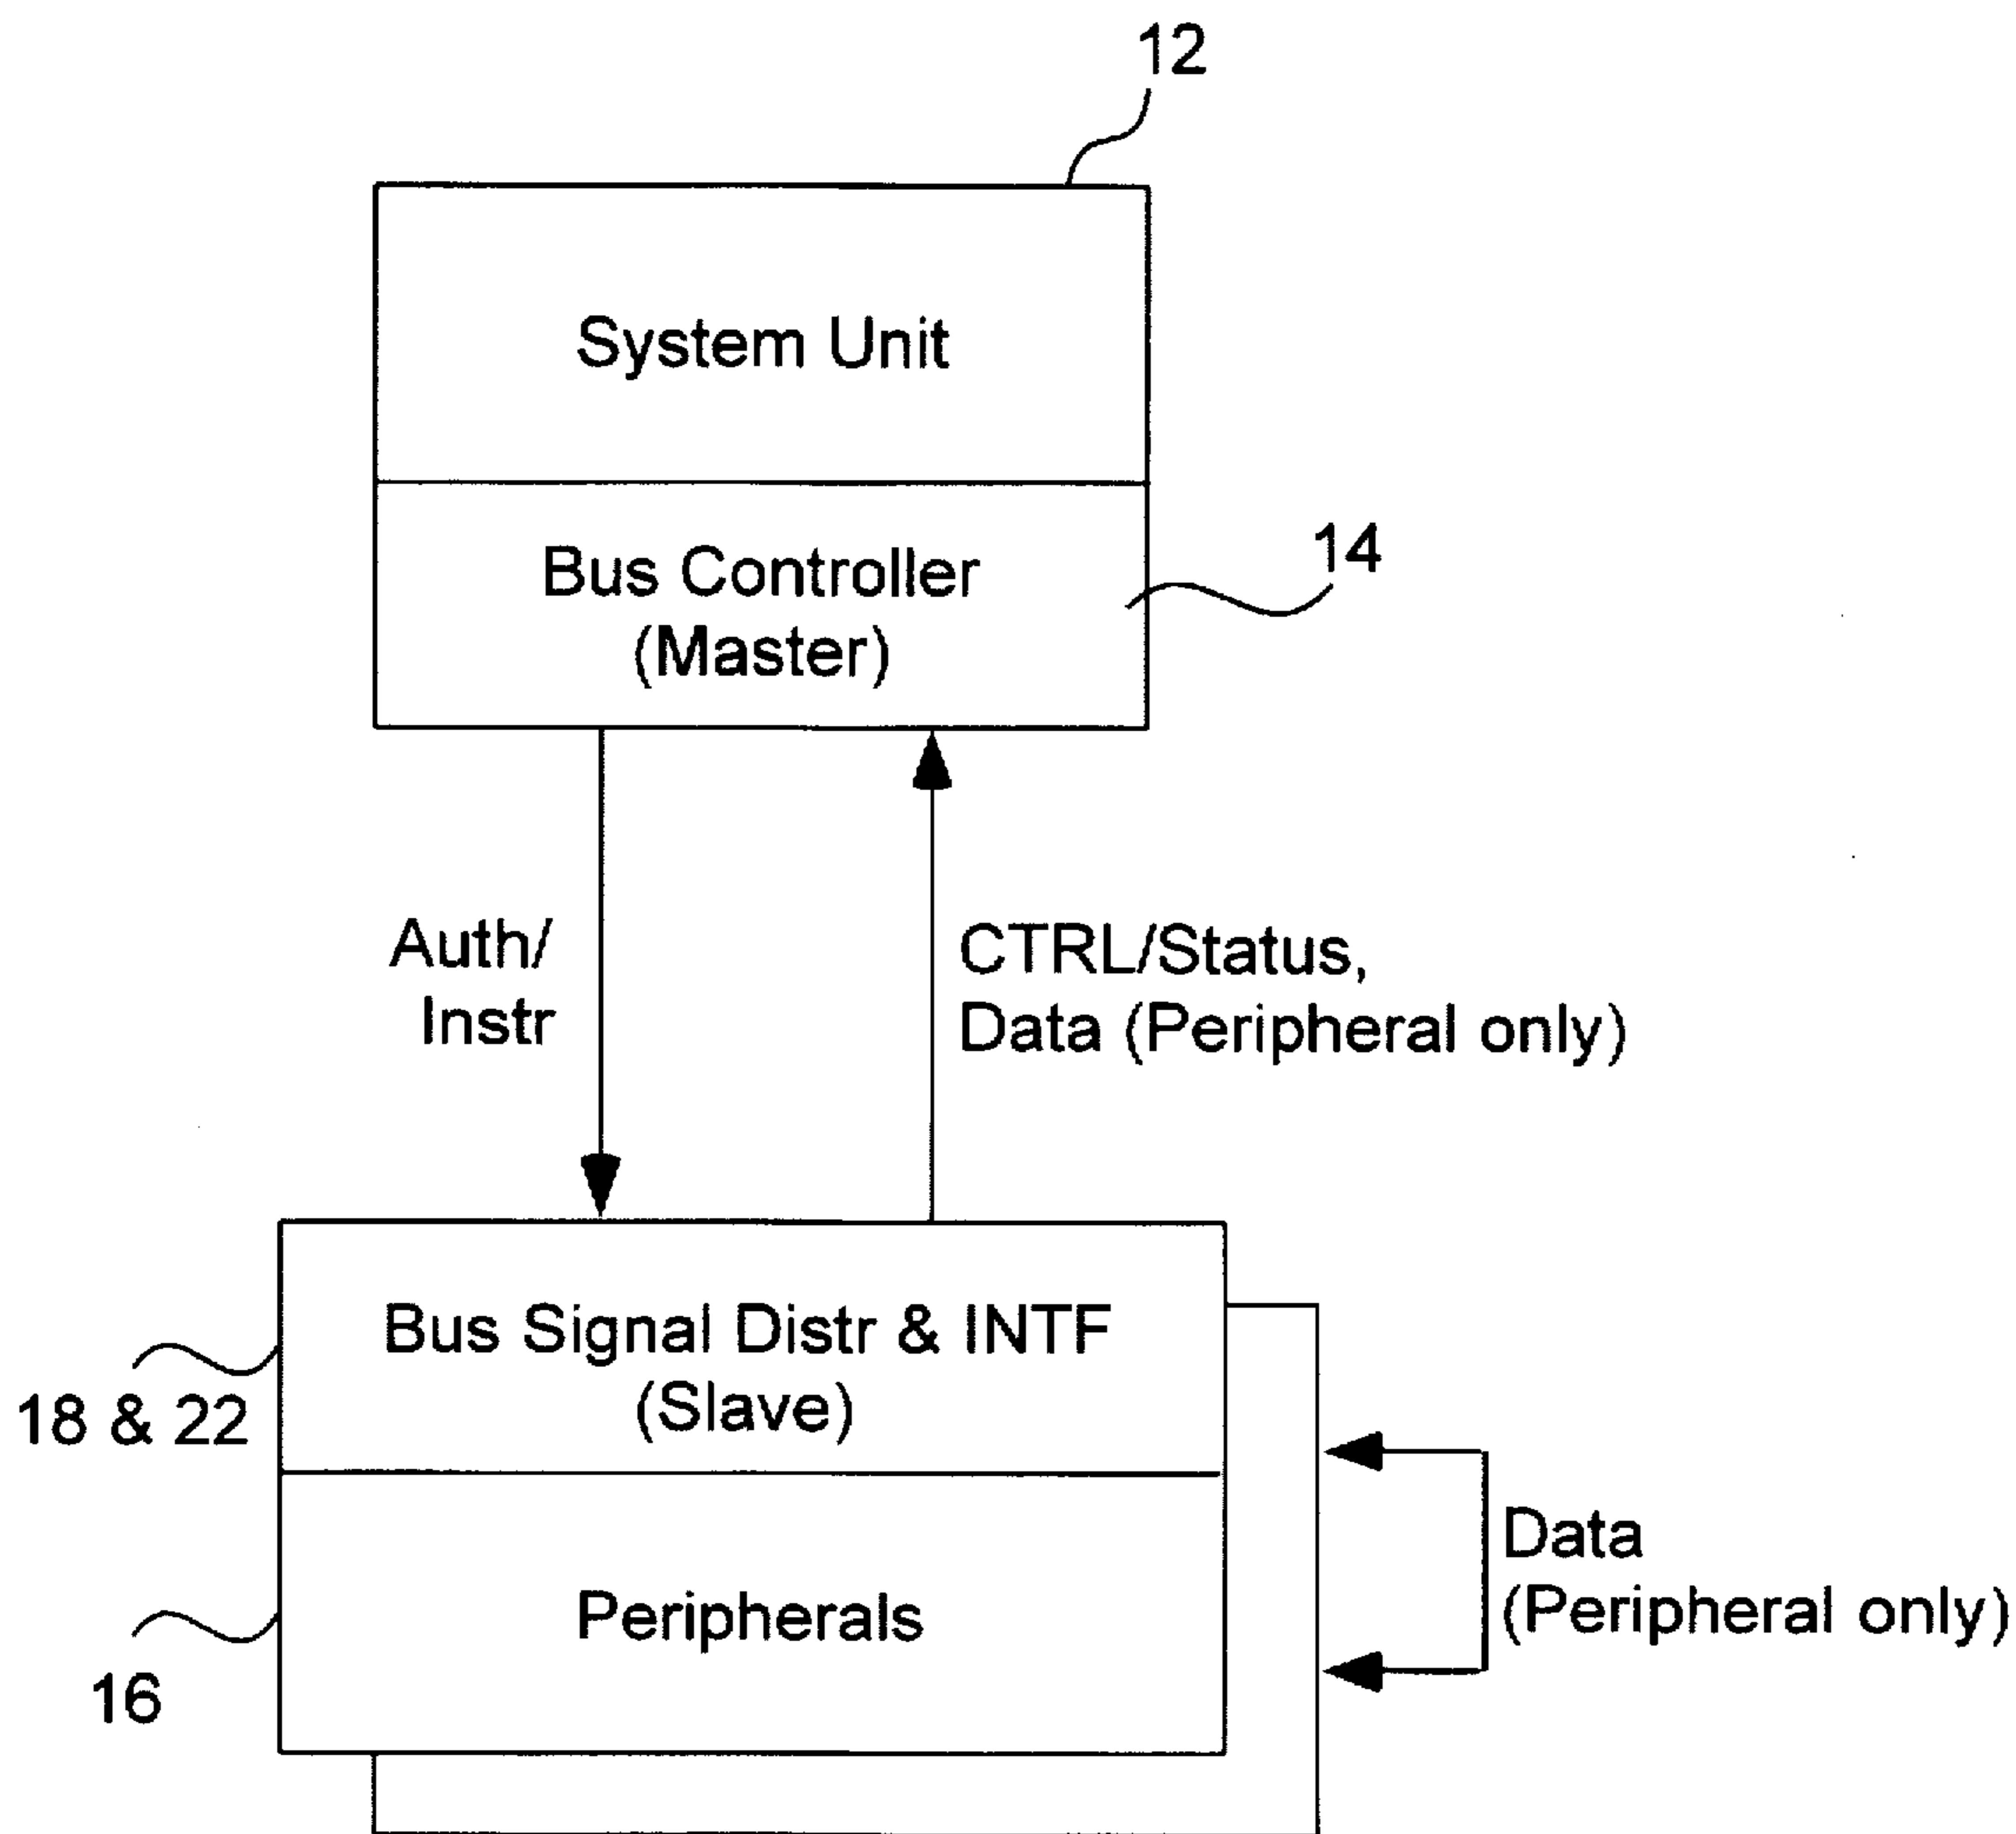 12
System Unit
Bus Controller
(Master)
14
Auth/
Instr
CTRL/Status,
Data (Peripheral only)
Bus Signal Distr & INTF
(Slave)
18 & 22
Peripherals
16
Data
(Peripheral only)